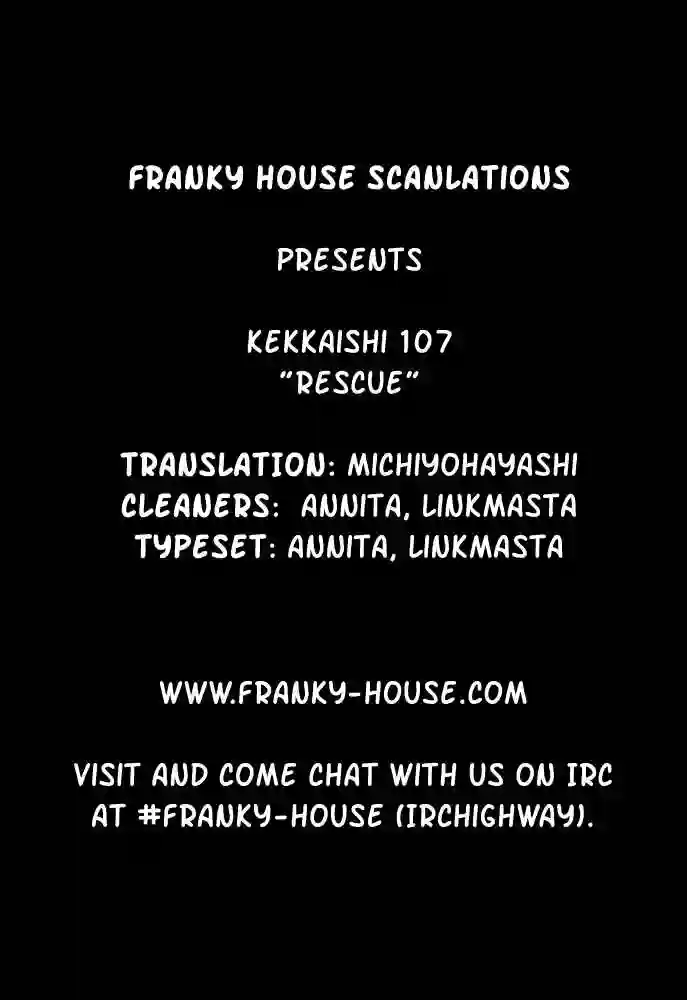 FRANKY HOUSE SCANLATIONS
PRESENTS
KEKKAISHI 107
"RESCUE"
TRANSLATION: MICHIYOHAYASHI
CLEANERS: ANNITA, LINKMASTA
TYPESET: ANNITA, LINKMASTA
WWW.FRANKY-HOUSE.COM
VISIT AND COME CHAT WITH US ON IRC
AT #FRANKY-HOUSE (IRCHIGHWAY).